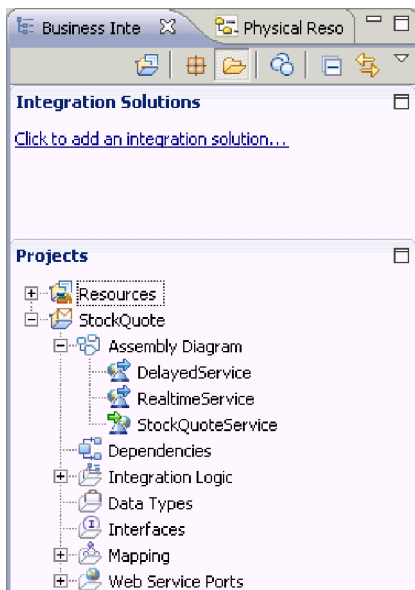 Business Inte
Physical Reso
Integration Solutions
Click to add an integration solution...
Projects
Resources
StockQuote
Assembly Diagram
DelayedService
RealtimeService
StockQuoteService
Dependencies
Integration Logic
Data Types
Interfaces
Mapping
Web Service Ports